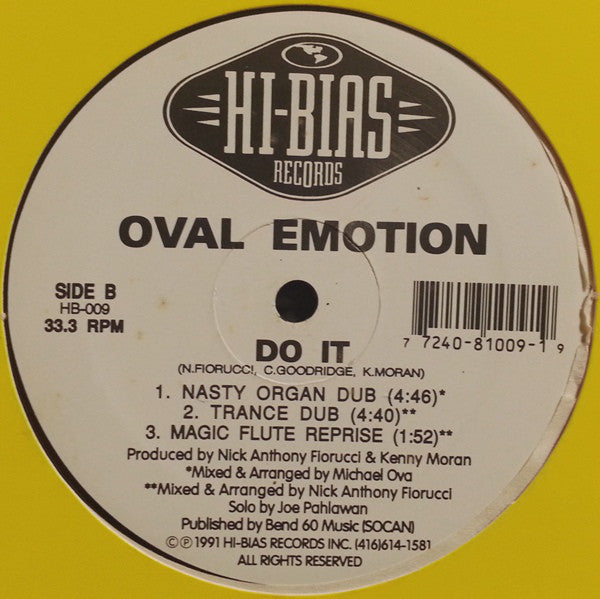 HI-BIAS
RECORDS
OVAL EMOTION
SIDE B
HB-009
33.3 RPM
7 7240-81009-1 9
DO IT
(N.FIORUCCI, C.GOODRIDGE, K.MORAN)
1. NASTY ORGAN DUB (4:46)*
2. TRANCE DUB (4:40)**
3. MAGIC FLUTE REPRISE (1:52)**
Produced by Nick Anthony Fiorucci & Kenny Moran
*Mixed & Arranged by Michael Ova
**Mixed & Arranged by Nick Anthony Fiorucci
Solo by Joe Pahlawan
Published by Bend 60 Music (SOCAN)
©℗1991 HI-BIAS RECORDS INC. (416)614-1581
ALL RIGHTS RESERVED